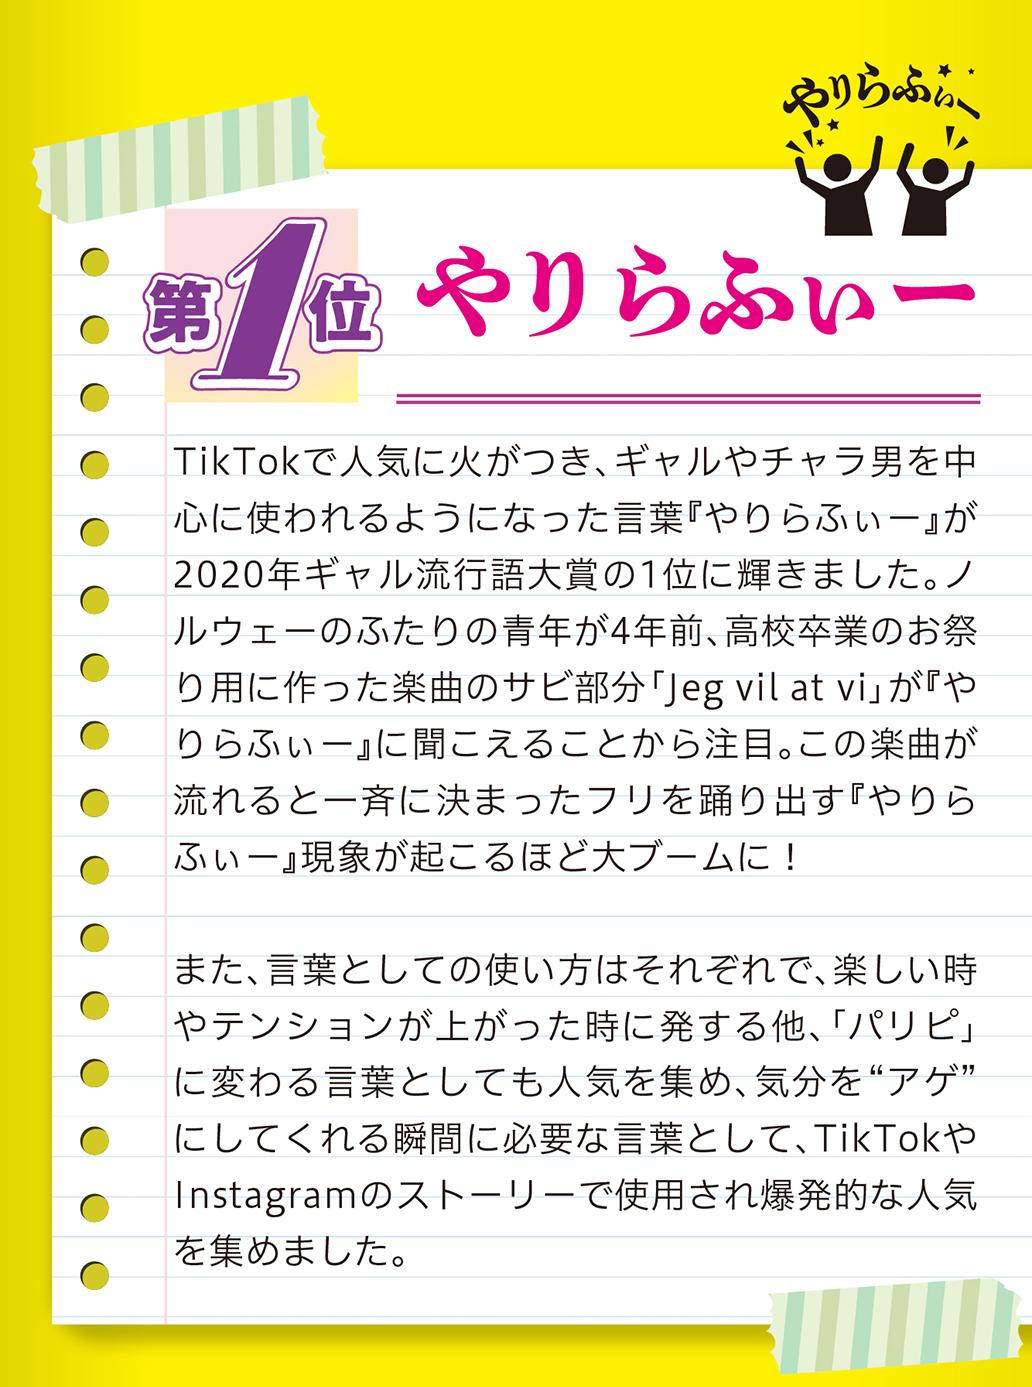 やりらふぃー
第1位
やりらふぃー
TikTokで人気に火がつき、ギャルやチャラ男を中
心に使われるようになった言葉『やりらふぃー』が
2020年ギャル流行語大賞の1位に輝きました。ノ
ルウェーのふたりの青年が4年前、高校卒業のお祭
り用に作った楽曲のサビ部分「Jeg vil at vi」が『や
りらふぃー』に聞こえることから注目。この楽曲が
流れると一斉に決まったフリを踊り出す『やりら
ふぃー』現象が起こるほど大ブームに！
また、言葉としての使い方はそれぞれで、楽しい時
やテンションが上がった時に発する他、「パリピ」
に変わる言葉としても人気を集め、気分を“アゲ”
にしてくれる瞬間に必要な言葉として、TikTokや
Instagramのストーリーで使用され爆発的な人気
を集めました。